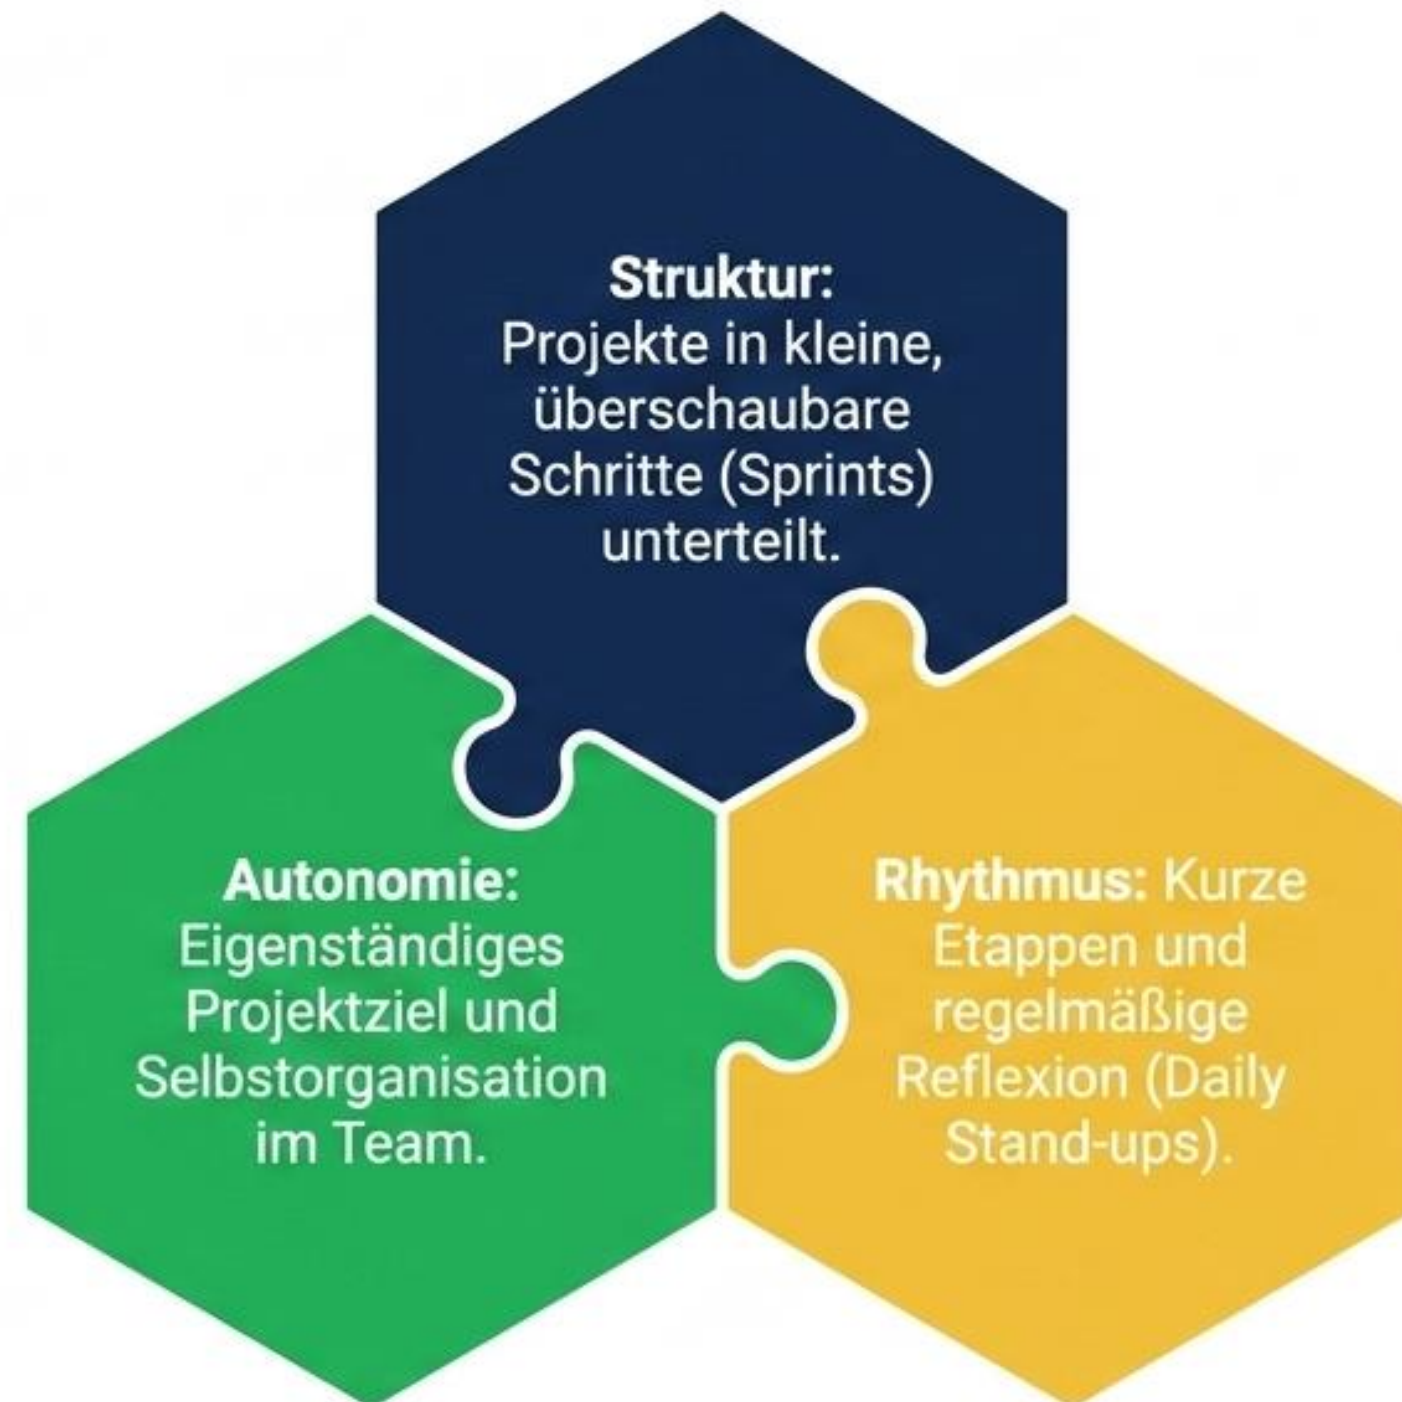 Struktur:
Projekte in kleine,
überschaubare
Schritte (Sprints)
unterteilt.
Autonomie:
Eigenständiges
Projektziel und
Selbstorganisation
im Team.
Rhythmus: Kurze
Etappen und
regelmäßige
Reflexion (Daily
Stand-ups).